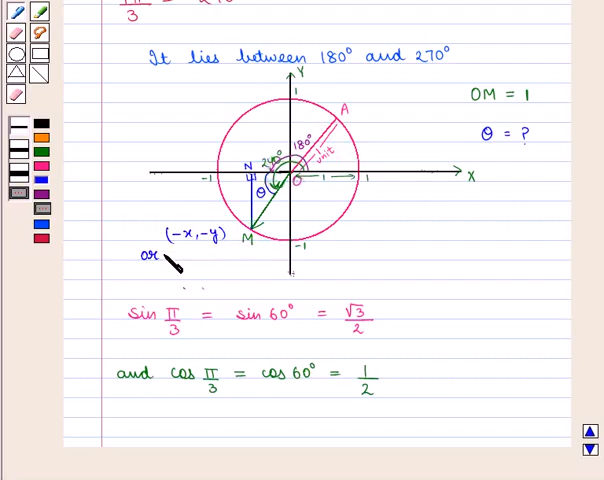 It lies between 180° and 270°
Y
1
A
OM = 1
180°
240°
1 unit
θ = ?
N
-1
O
1
1
X
θ
(-x, -y)
M
-1
or
sin π/3 = sin 60° = √3/2
and cos π/3 = cos 60° = 1/2